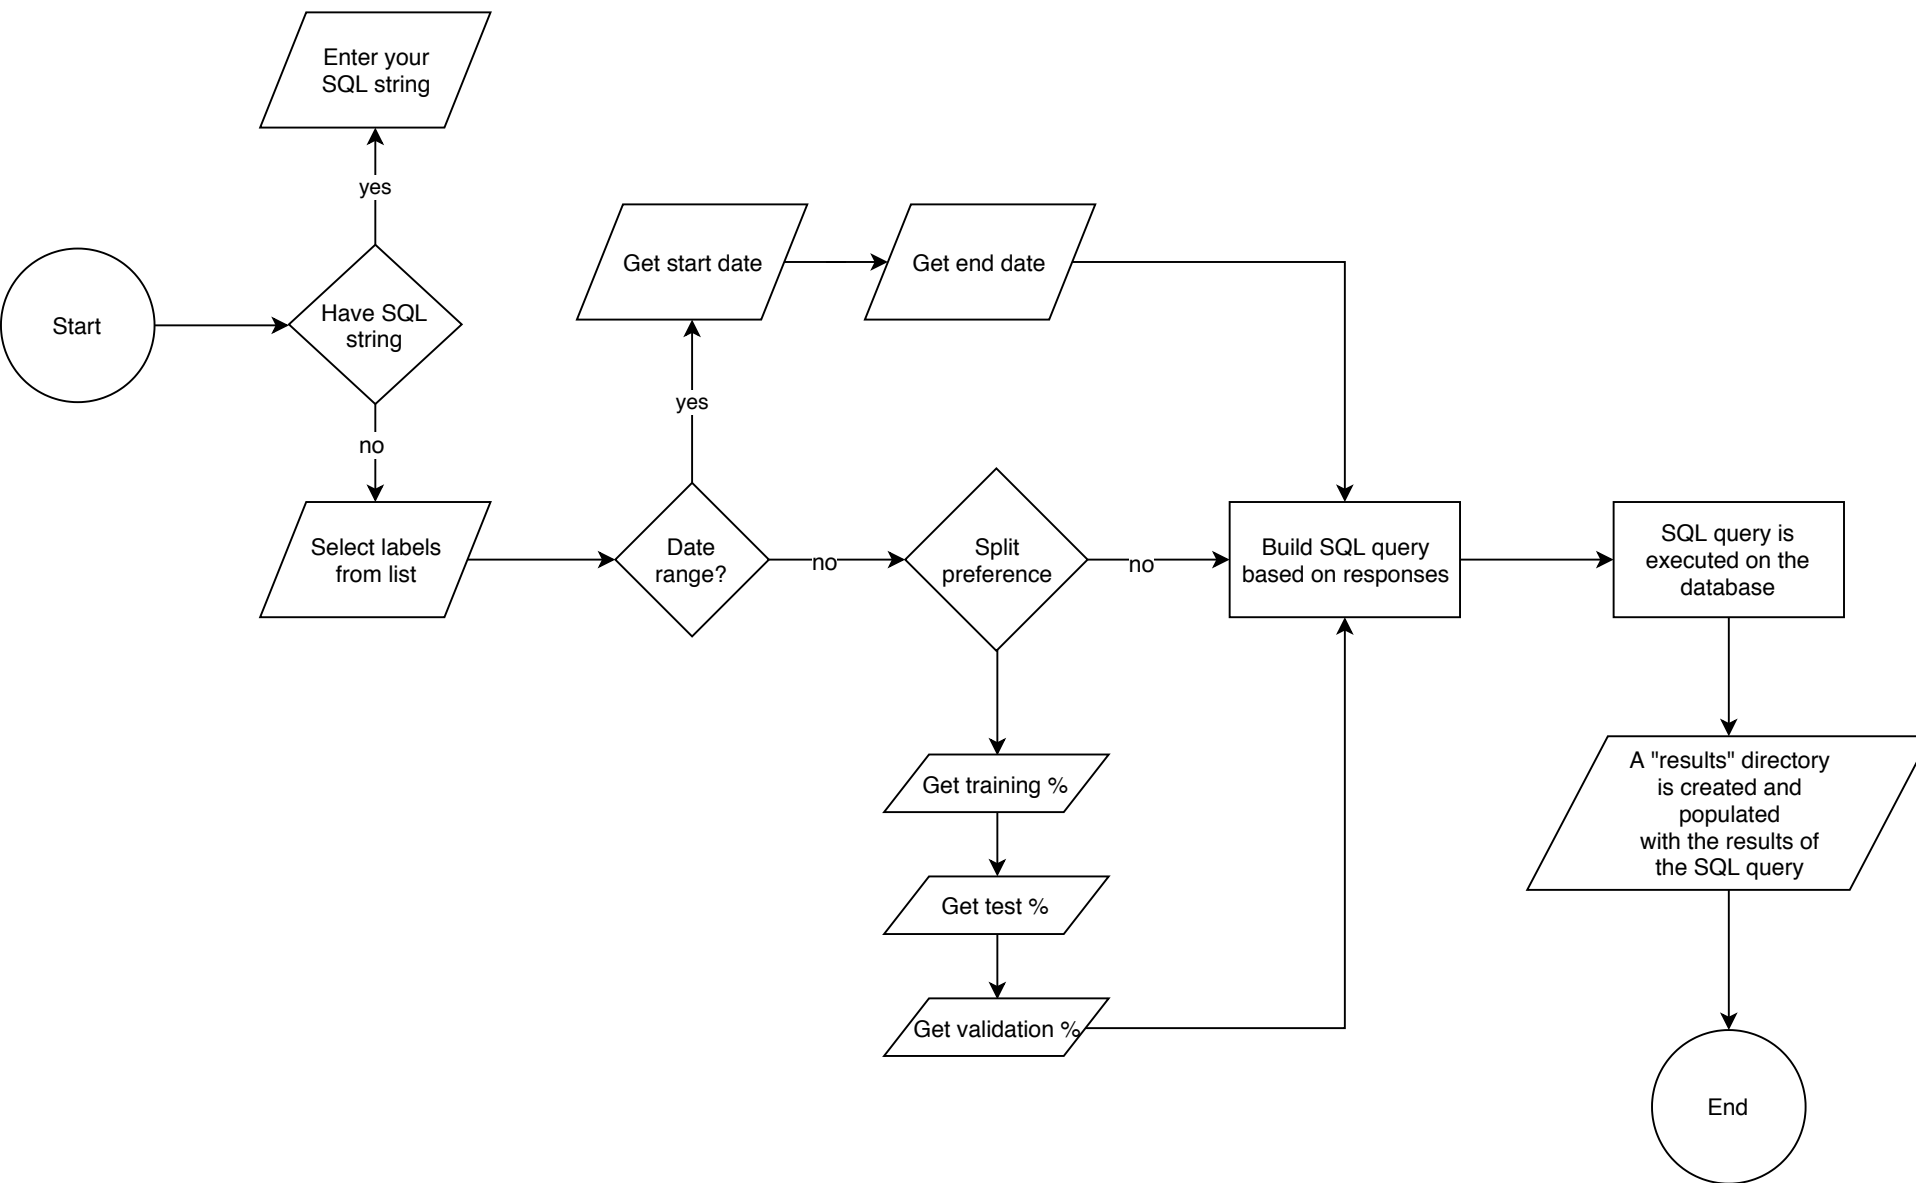 Enter your
SQL string
yes
Start
Have SQL
string
no
Select labels
from list
Date
range?
yes
Get start date
Get end date
no
Split
preference
no
Build SQL query
based on responses
SQL query is
executed on the
database
Get training %
Get test %
Get validation %
A "results" directory
is created and
populated
with the results of
the SQL query
End